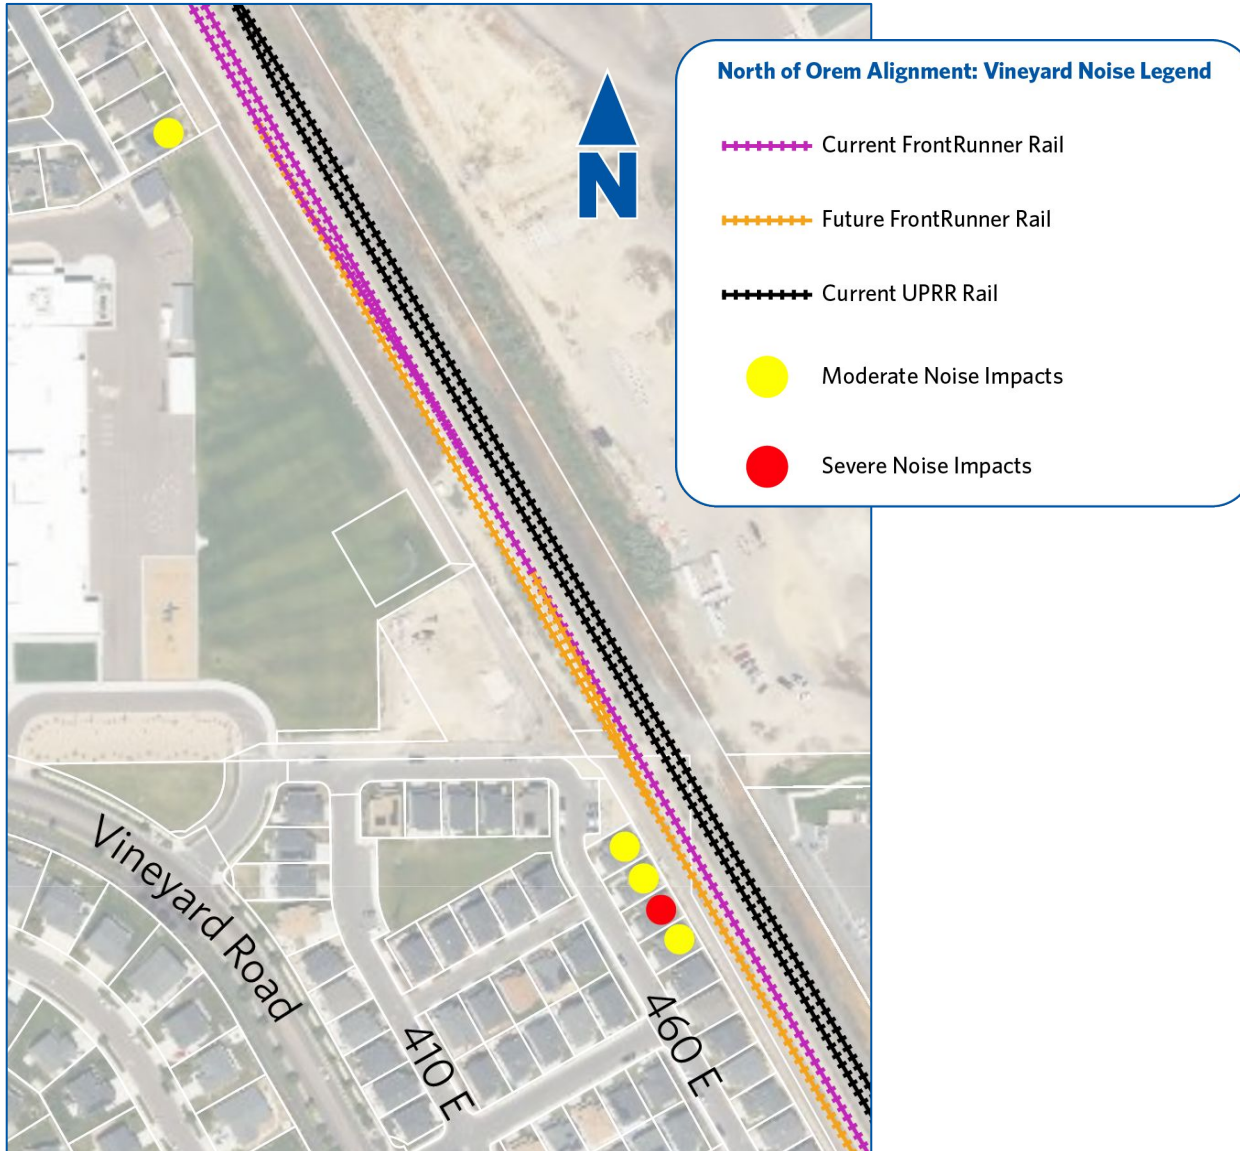 North of Orem Alignment: Vineyard Noise Legend
N
Current FrontRunner Rail
Future FrontRunner Rail
Current UPRR Rail
Moderate Noise Impacts
Severe Noise Impacts
Vineyard Road
410 E
460 E